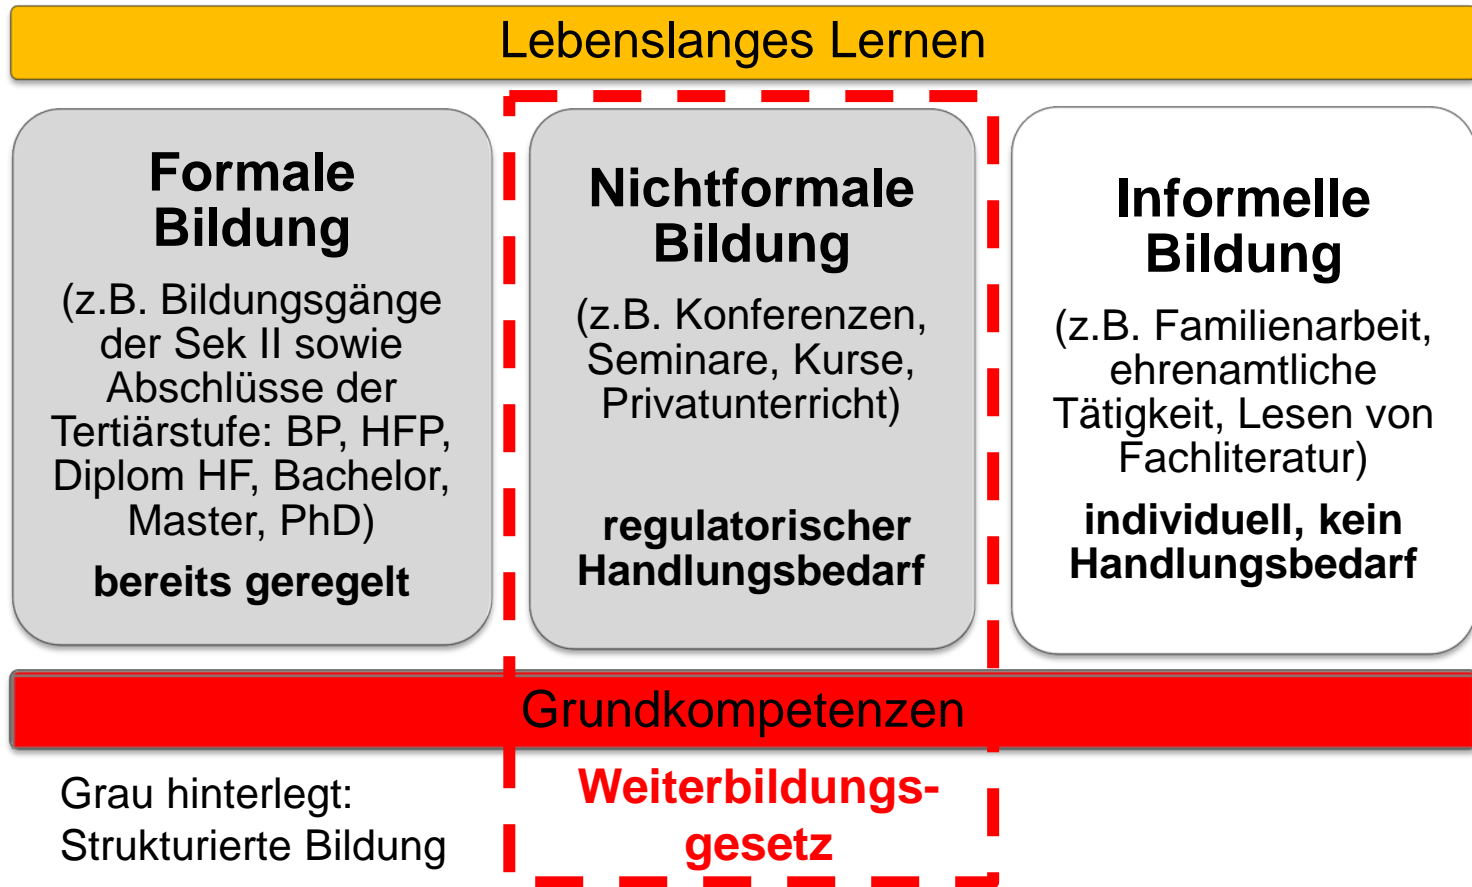 Lebenslanges Lernen
Formale
Bildung
(z.B. Bildungsgänge
der Sek II sowie
Abschlüsse der
Tertiärstufe: BP, HFP,
Diplom HF, Bachelor,
Master, PhD)
bereits geregelt
Nichtformale
Bildung
(z.B. Konferenzen,
Seminare, Kurse,
Privatunterricht)
regulatorischer
Handlungsbedarf
Informelle
Bildung
(z.B. Familienarbeit,
ehrenamtliche
Tätigkeit, Lesen von
Fachliteratur)
individuell, kein
Handlungsbedarf
Grundkompetenzen
Grau hinterlegt:
Strukturierte Bildung
Weiterbildungs-
gesetz